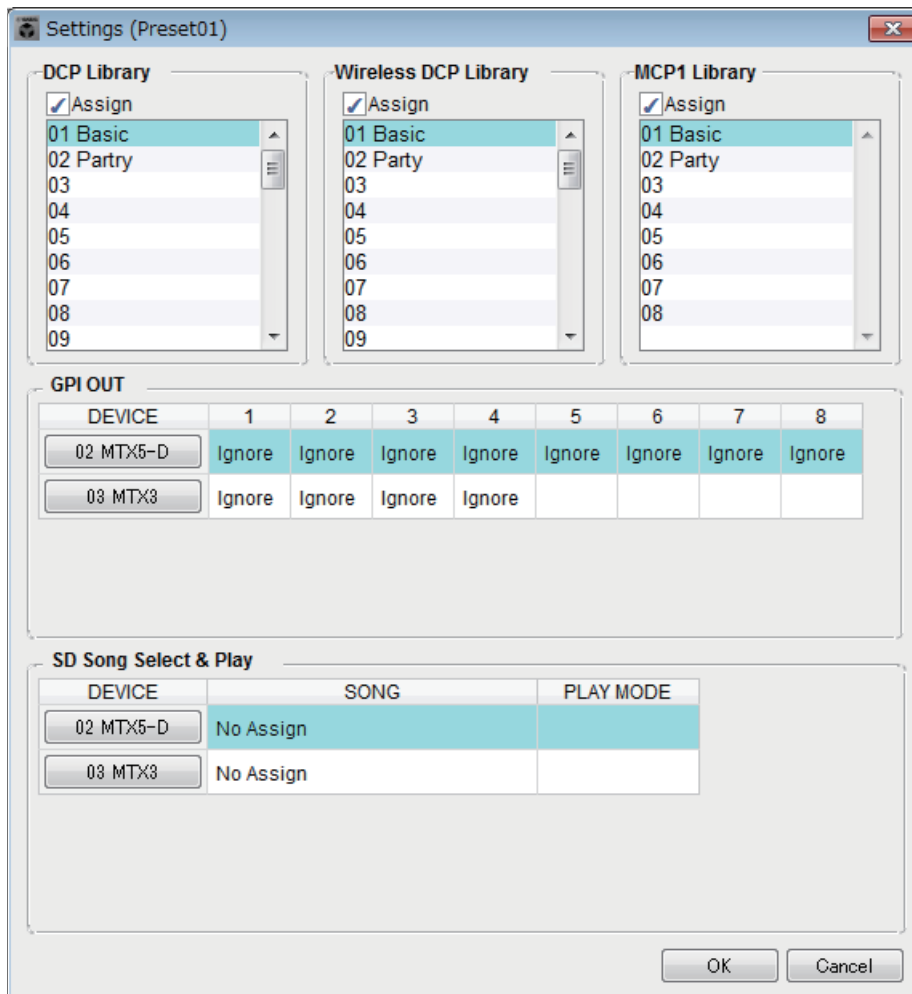 Settings (Preset01)
DCP Library Wireless DCP Library MCP1 Library
Assign Assign Assign
01 Basic 01 Basic 01 Basic
02 Partry 02 Party 02 Party
03 03 03
04 04 04
05 05 05
06 06 06
07 07 07
08 08 08
09 09
GPI OUT
DEVICE 1 2 3 4 5 6 7 8
02 MTX5-D Ignore Ignore Ignore Ignore Ignore Ignore Ignore Ignore
03 MTX3 Ignore Ignore Ignore Ignore
SD Song Select & Play
DEVICE SONG PLAY MODE
02 MTX5-D No Assign
03 MTX3 No Assign
OK Cancel